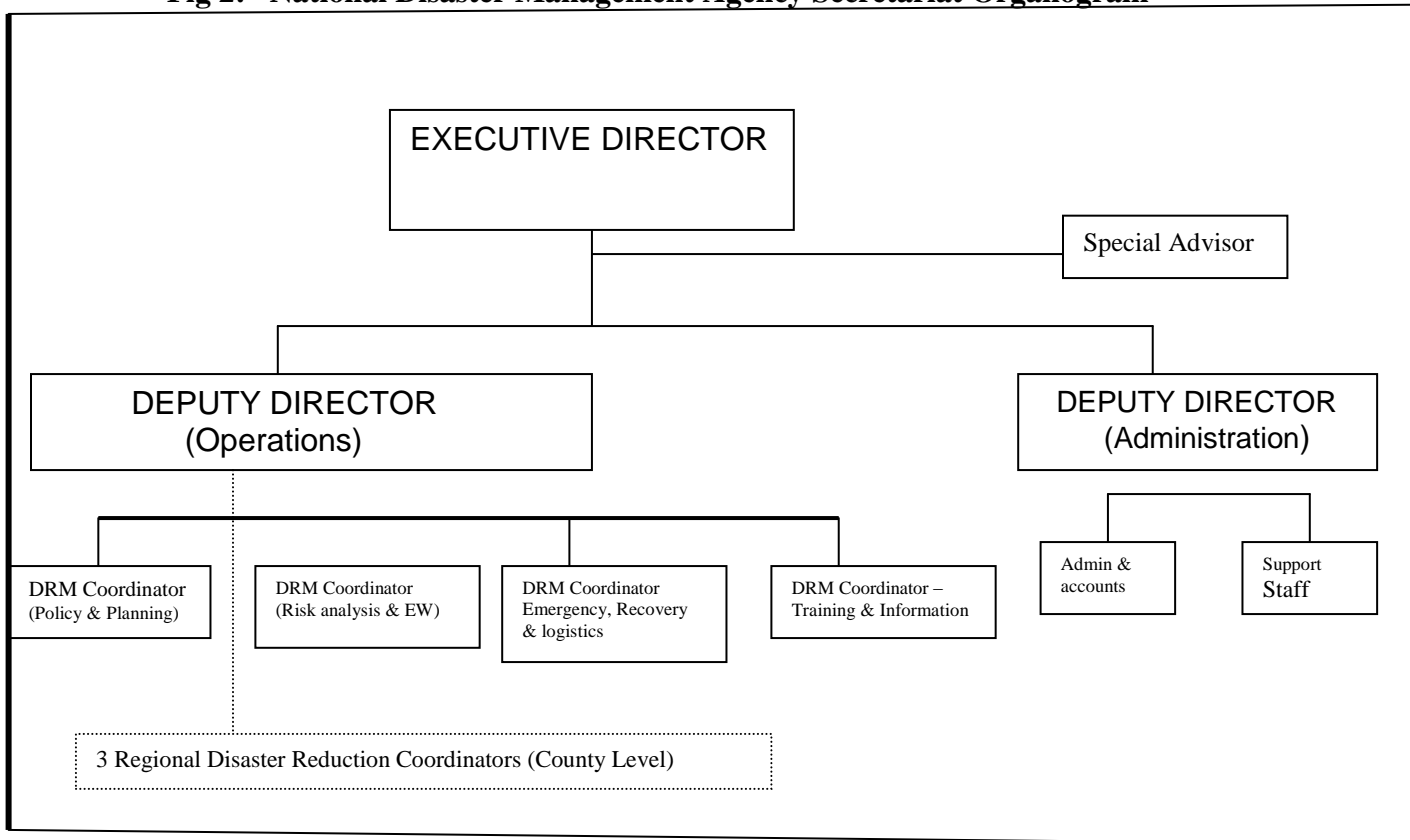 Fig 2: National Disaster Management Agency Secretariat Organogram
EXECUTIVE DIRECTOR
Special Advisor
DEPUTY DIRECTOR
(Operations)
DEPUTY DIRECTOR
(Administration)
DRM Coordinator
(Policy & Planning)
DRM Coordinator
(Risk analysis & EW)
DRM Coordinator
Emergency, Recovery
& logistics
DRM Coordinator –
Training & Information
Admin &
accounts
Support
Staff
3 Regional Disaster Reduction Coordinators (County Level)